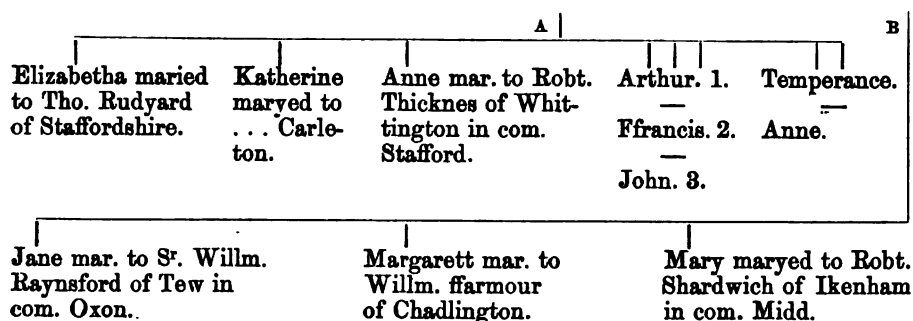 A B
Elizabetha maried
to Tho. Rudyard
of Staffordshire.
Katherine
maryed to
... Carle-
ton.
Anne mar. to Robt.
Thicknes of Whit-
tington in com.
Stafford.
Arthur. 1.
Ffrancis. 2.
John. 3.
Temperance.
Anne.
Jane mar. to Sr. Willm.
Raynsford of Tew in
com. Oxon.
Margarett mar. to
Willm. ffarmour
of Chadlington.
Mary maryed to Robt.
Shardwich of Ikenham
in com. Midd.